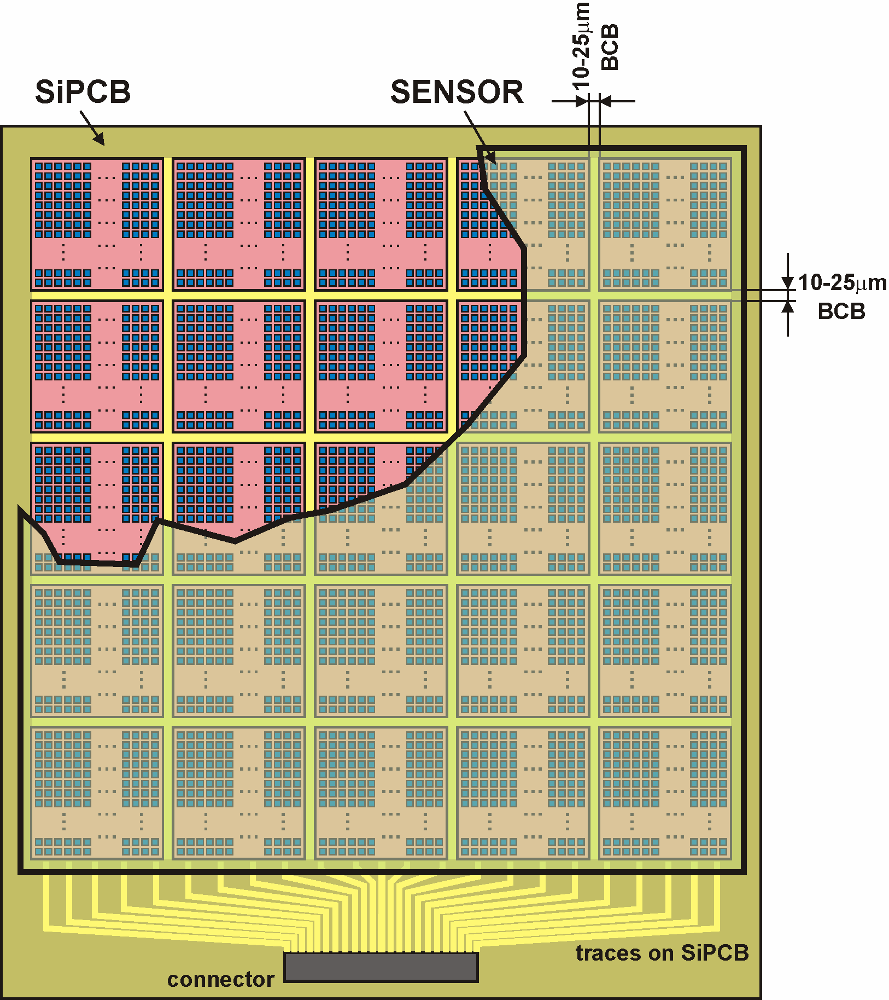 10-25μm
BCB
SiPCB
SENSOR
10-25μm
BCB
traces on SiPCB
connector